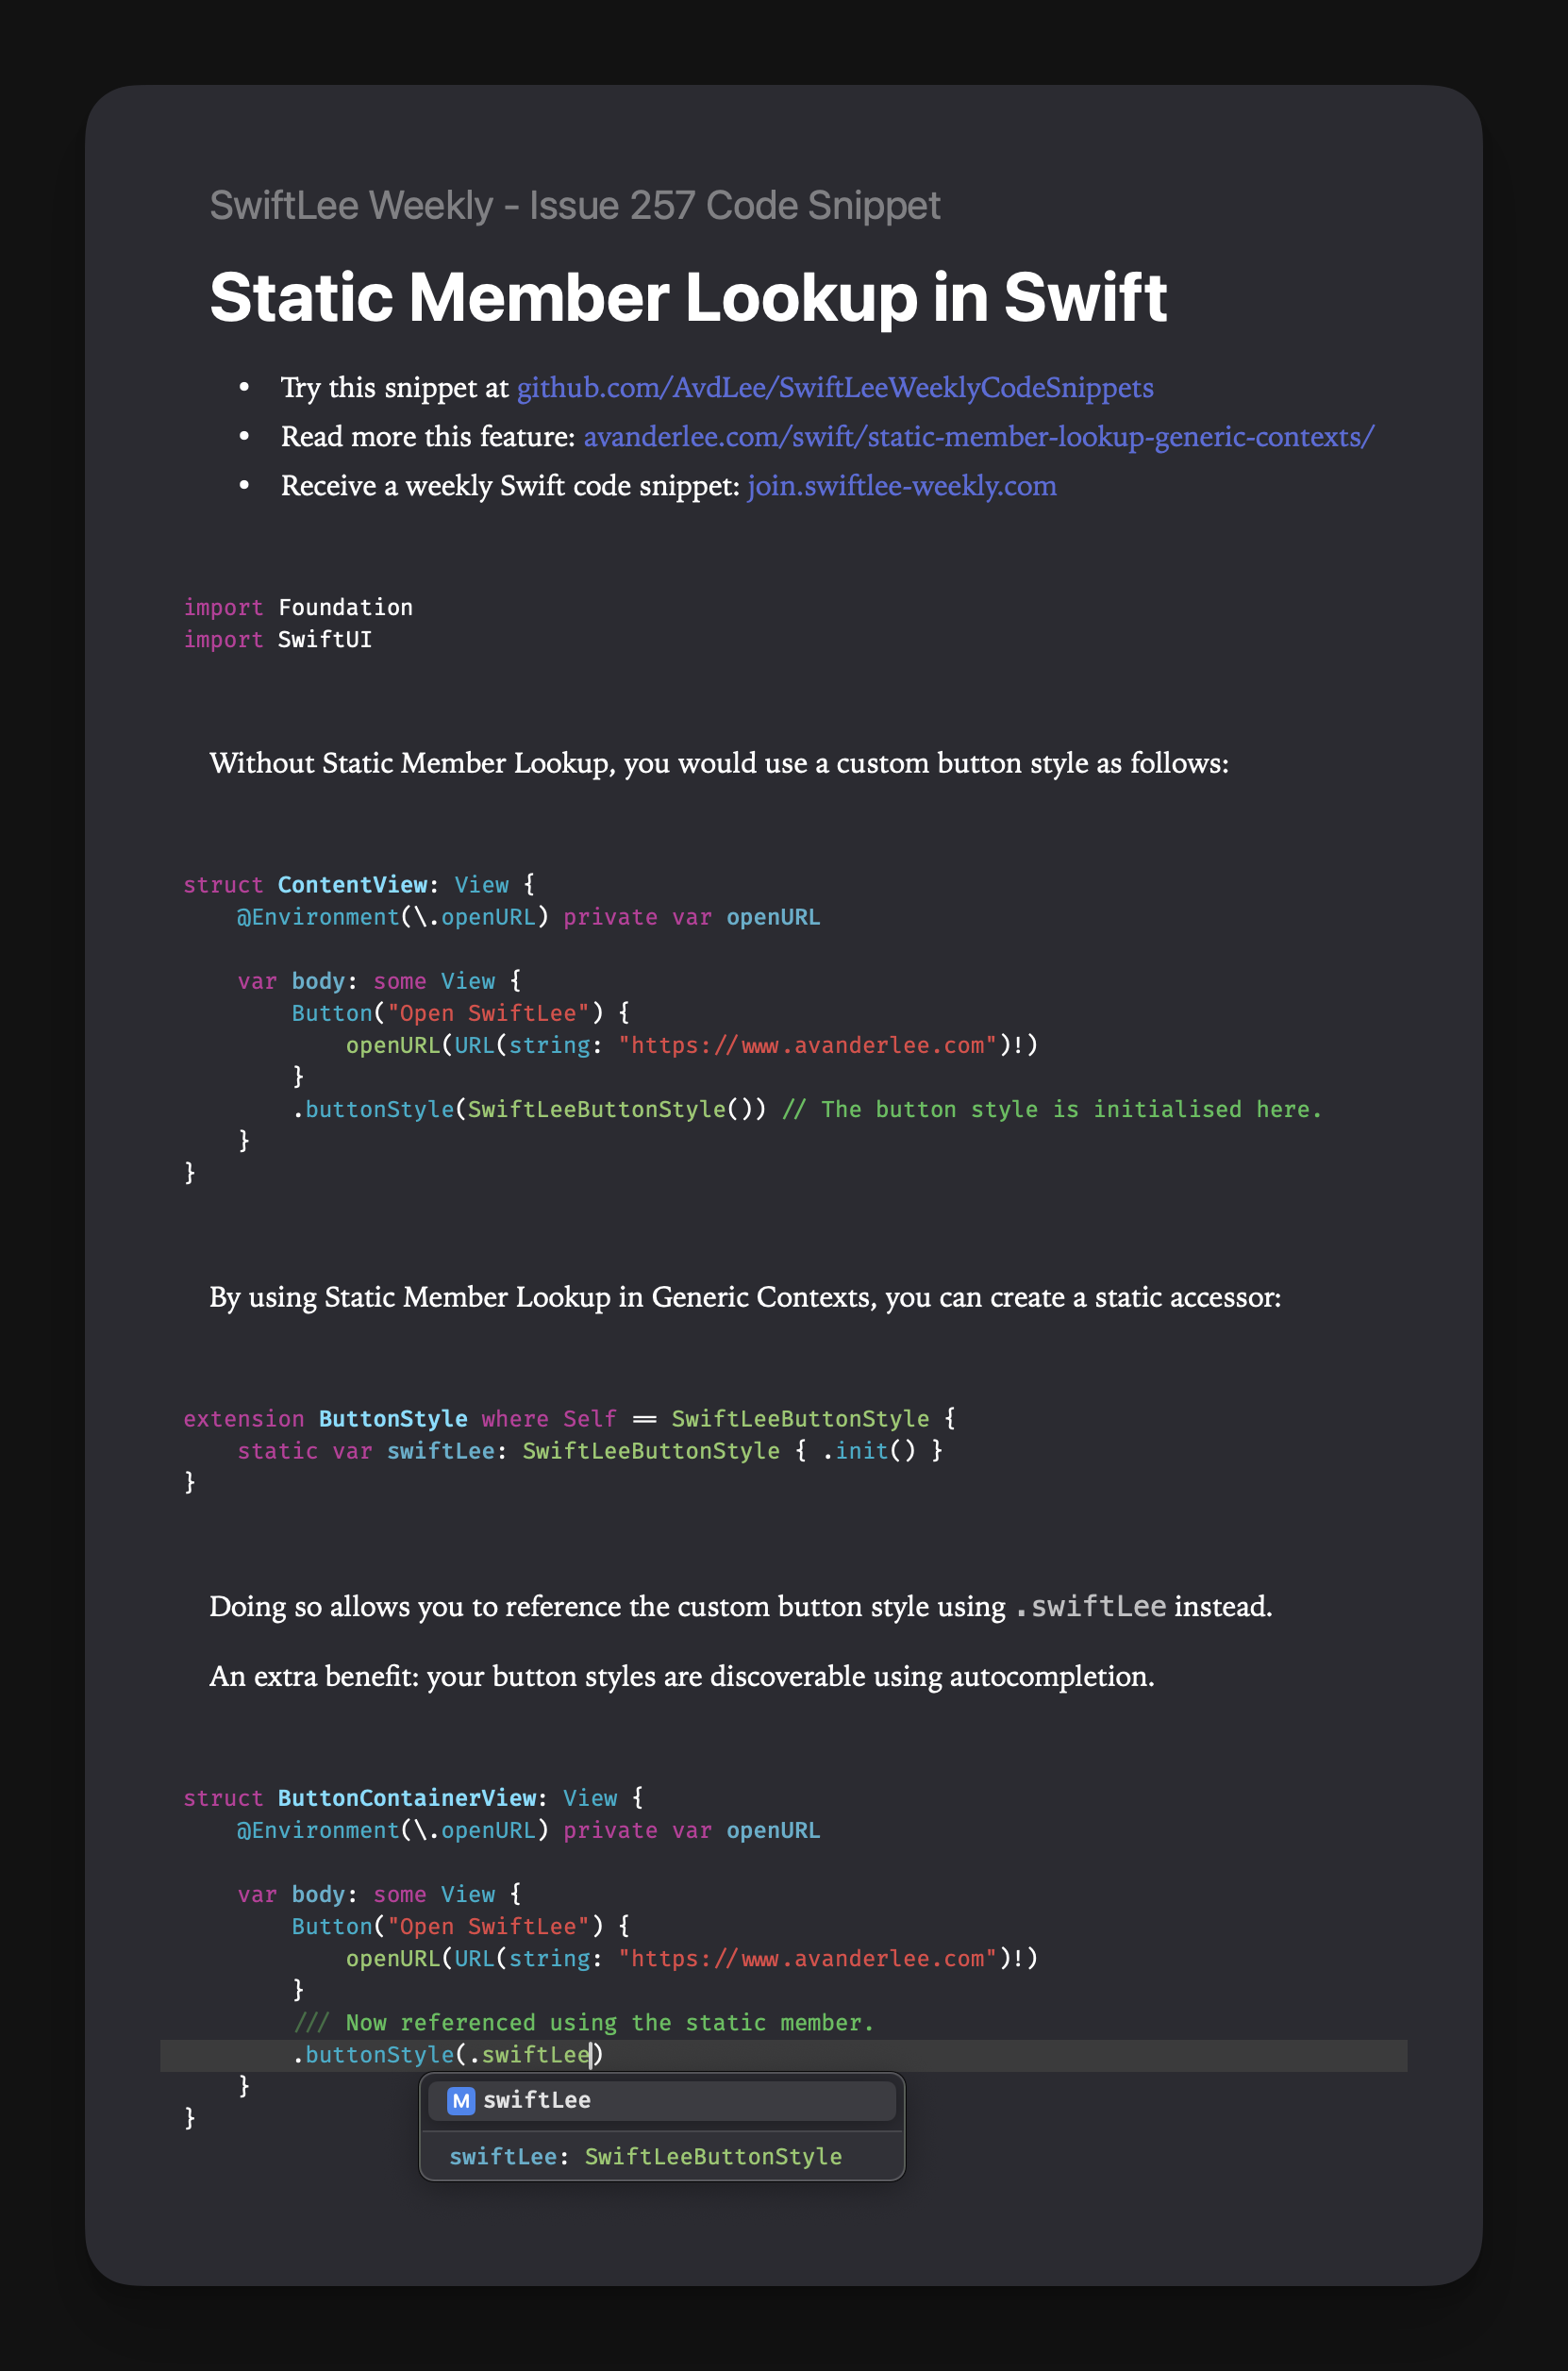 SwiftLee Weekly - Issue 257 Code Snippet
Static Member Lookup in Swift
• Try this snippet at github.com/AvdLee/SwiftLeeWeeklyCodeSnippets
• Read more this feature: avanderlee.com/swift/static-member-lookup-generic-contexts/
• Receive a weekly Swift code snippet: join.swiftlee-weekly.com
import Foundation
import SwiftUI
Without Static Member Lookup, you would use a custom button style as follows:
struct ContentView: View {
    @Environment(\.openURL) private var openURL
    var body: some View {
        Button("Open SwiftLee") {
            openURL(URL(string: "https://www.avanderlee.com")!)
        }
        .buttonStyle(SwiftLeeButtonStyle()) // The button style is initialised here.
    }
}
By using Static Member Lookup in Generic Contexts, you can create a static accessor:
extension ButtonStyle where Self == SwiftLeeButtonStyle {
    static var swiftLee: SwiftLeeButtonStyle { .init() }
}
Doing so allows you to reference the custom button style using .swiftLee instead.
An extra benefit: your button styles are discoverable using autocompletion.
struct ButtonContainerView: View {
    @Environment(\.openURL) private var openURL
    var body: some View {
        Button("Open SwiftLee") {
            openURL(URL(string: "https://www.avanderlee.com")!)
        }
        /// Now referenced using the static member.
        .buttonStyle(.swiftLee)
    }
}
M swiftLee
swiftLee: SwiftLeeButtonStyle